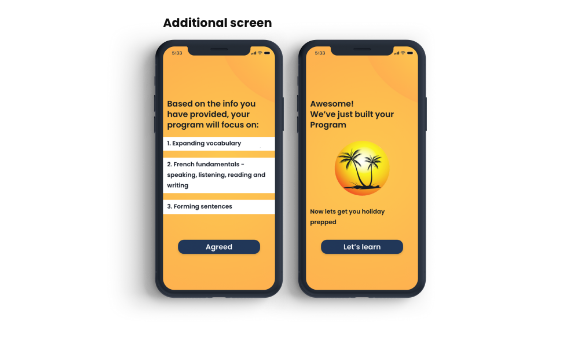 Additional screen
5:33
Based on the info you
have provided, your
program will focus on:
1. Expanding vocabulary
2. French fundamentals -
speaking, listening, reading and
writing
3. Forming sentences
Agreed
5:33
Awesome!
We've just built your
Program
Now lets get you holiday
prepped
Let's learn